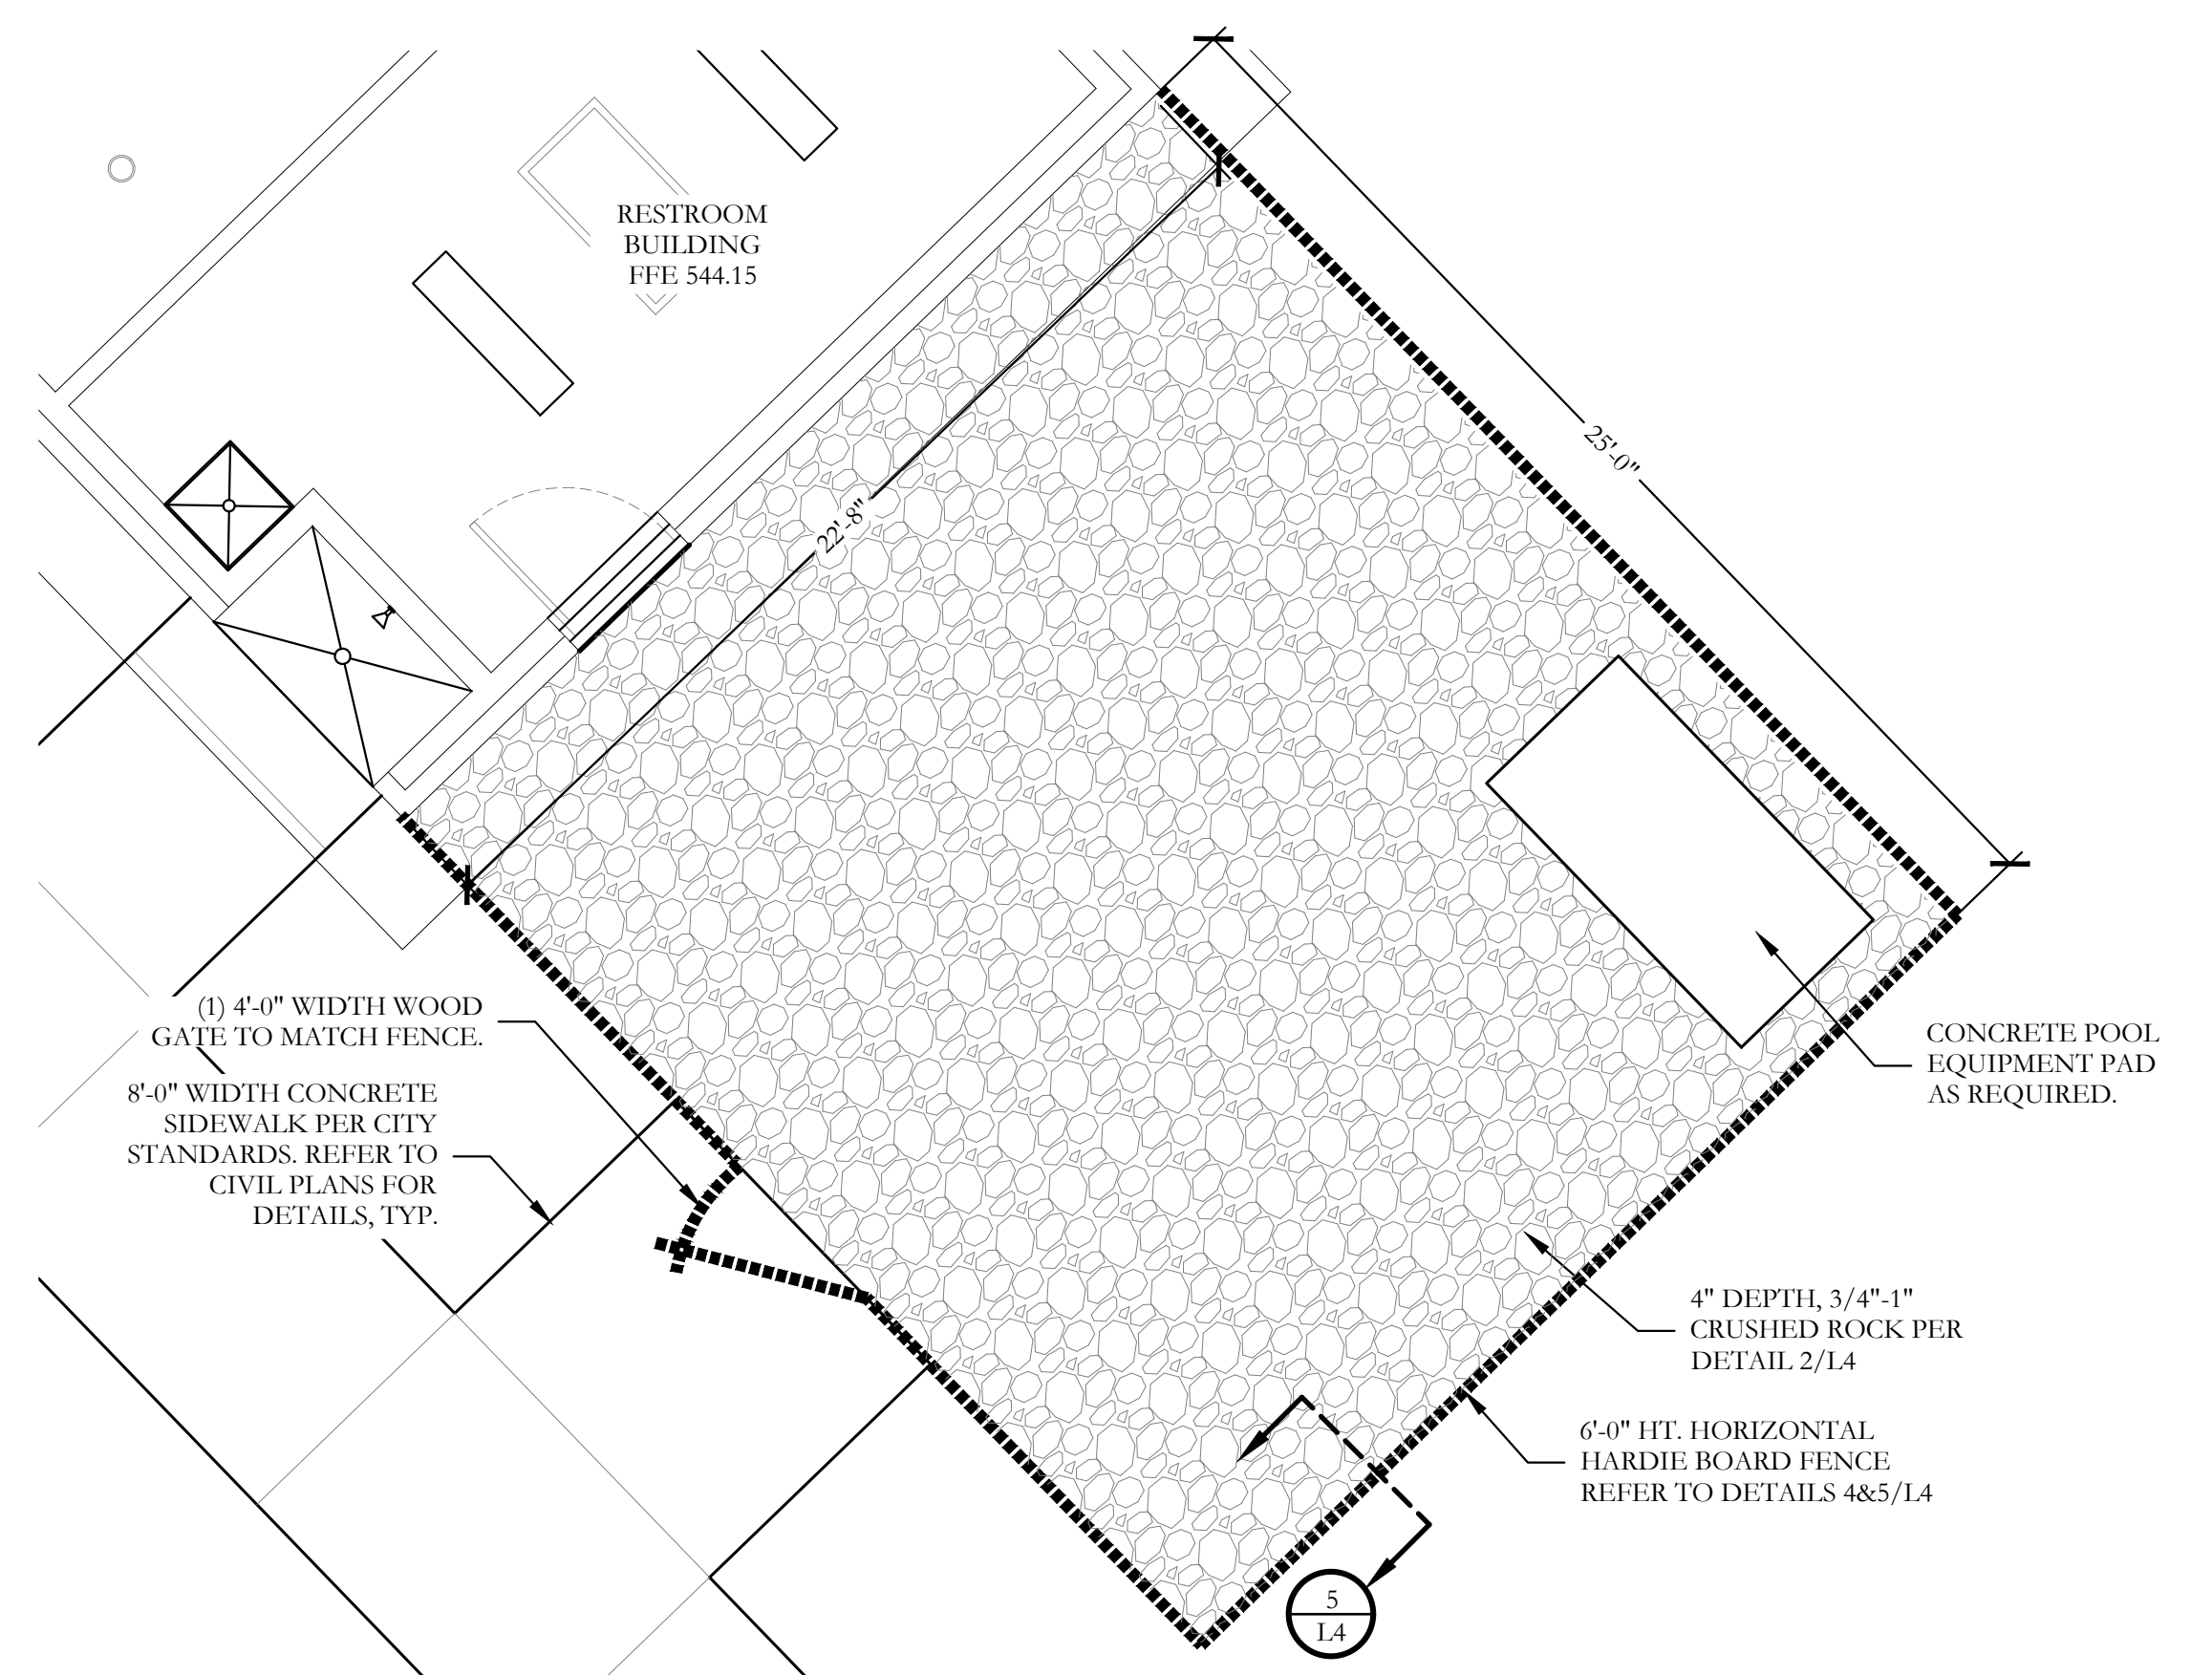 RESTROOM
BUILDING
FFE 544.15
25'-0"
22'-8"
(1) 4'-0" WIDTH WOOD
GATE TO MATCH FENCE.
8'-0" WIDTH CONCRETE
SIDEWALK PER CITY
STANDARDS. REFER TO
CIVIL PLANS FOR
DETAILS, TYP.
CONCRETE POOL
EQUIPMENT PAD
AS REQUIRED.
4" DEPTH, 3/4"-1"
CRUSHED ROCK PER
DETAIL 2/L4
6'-0" HT. HORIZONTAL
HARDIE BOARD FENCE
REFER TO DETAILS 4&5/L4
5
L4